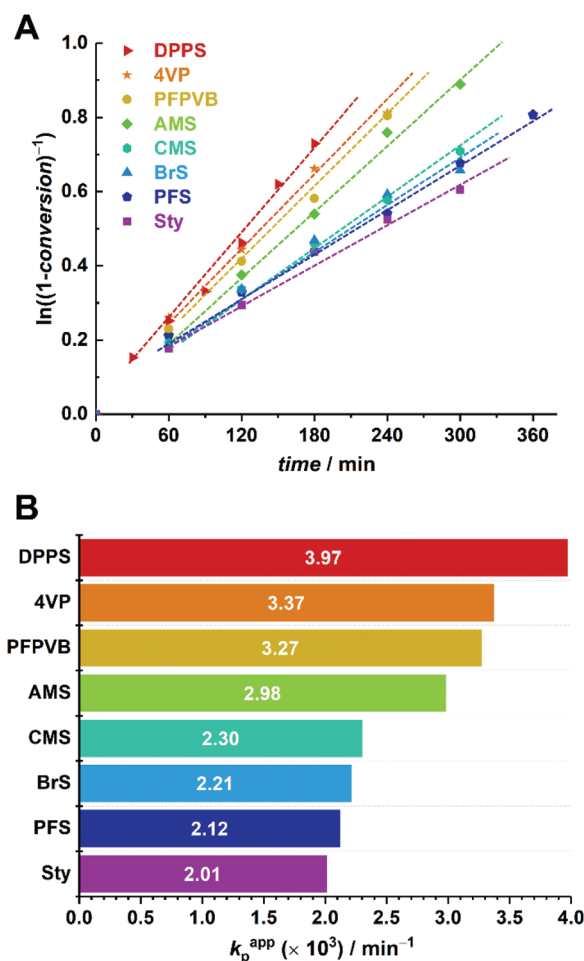 A
DPPS
4VP
PFPVB
AMS
CMS
BrS
PFS
Sty
1.0
0.8
0.6
0.4
0.2
0.0
ln((1-conversion)⁻¹)
0 60 120 180 240 300 360
time / min
B
DPPS 3.97
4VP 3.37
PFPVB 3.27
AMS 2.98
CMS 2.30
BrS 2.21
PFS 2.12
Sty 2.01
0.0 0.5 1.0 1.5 2.0 2.5 3.0 3.5 4.0
kₚᵃᵖᵖ (× 10³) / min⁻¹